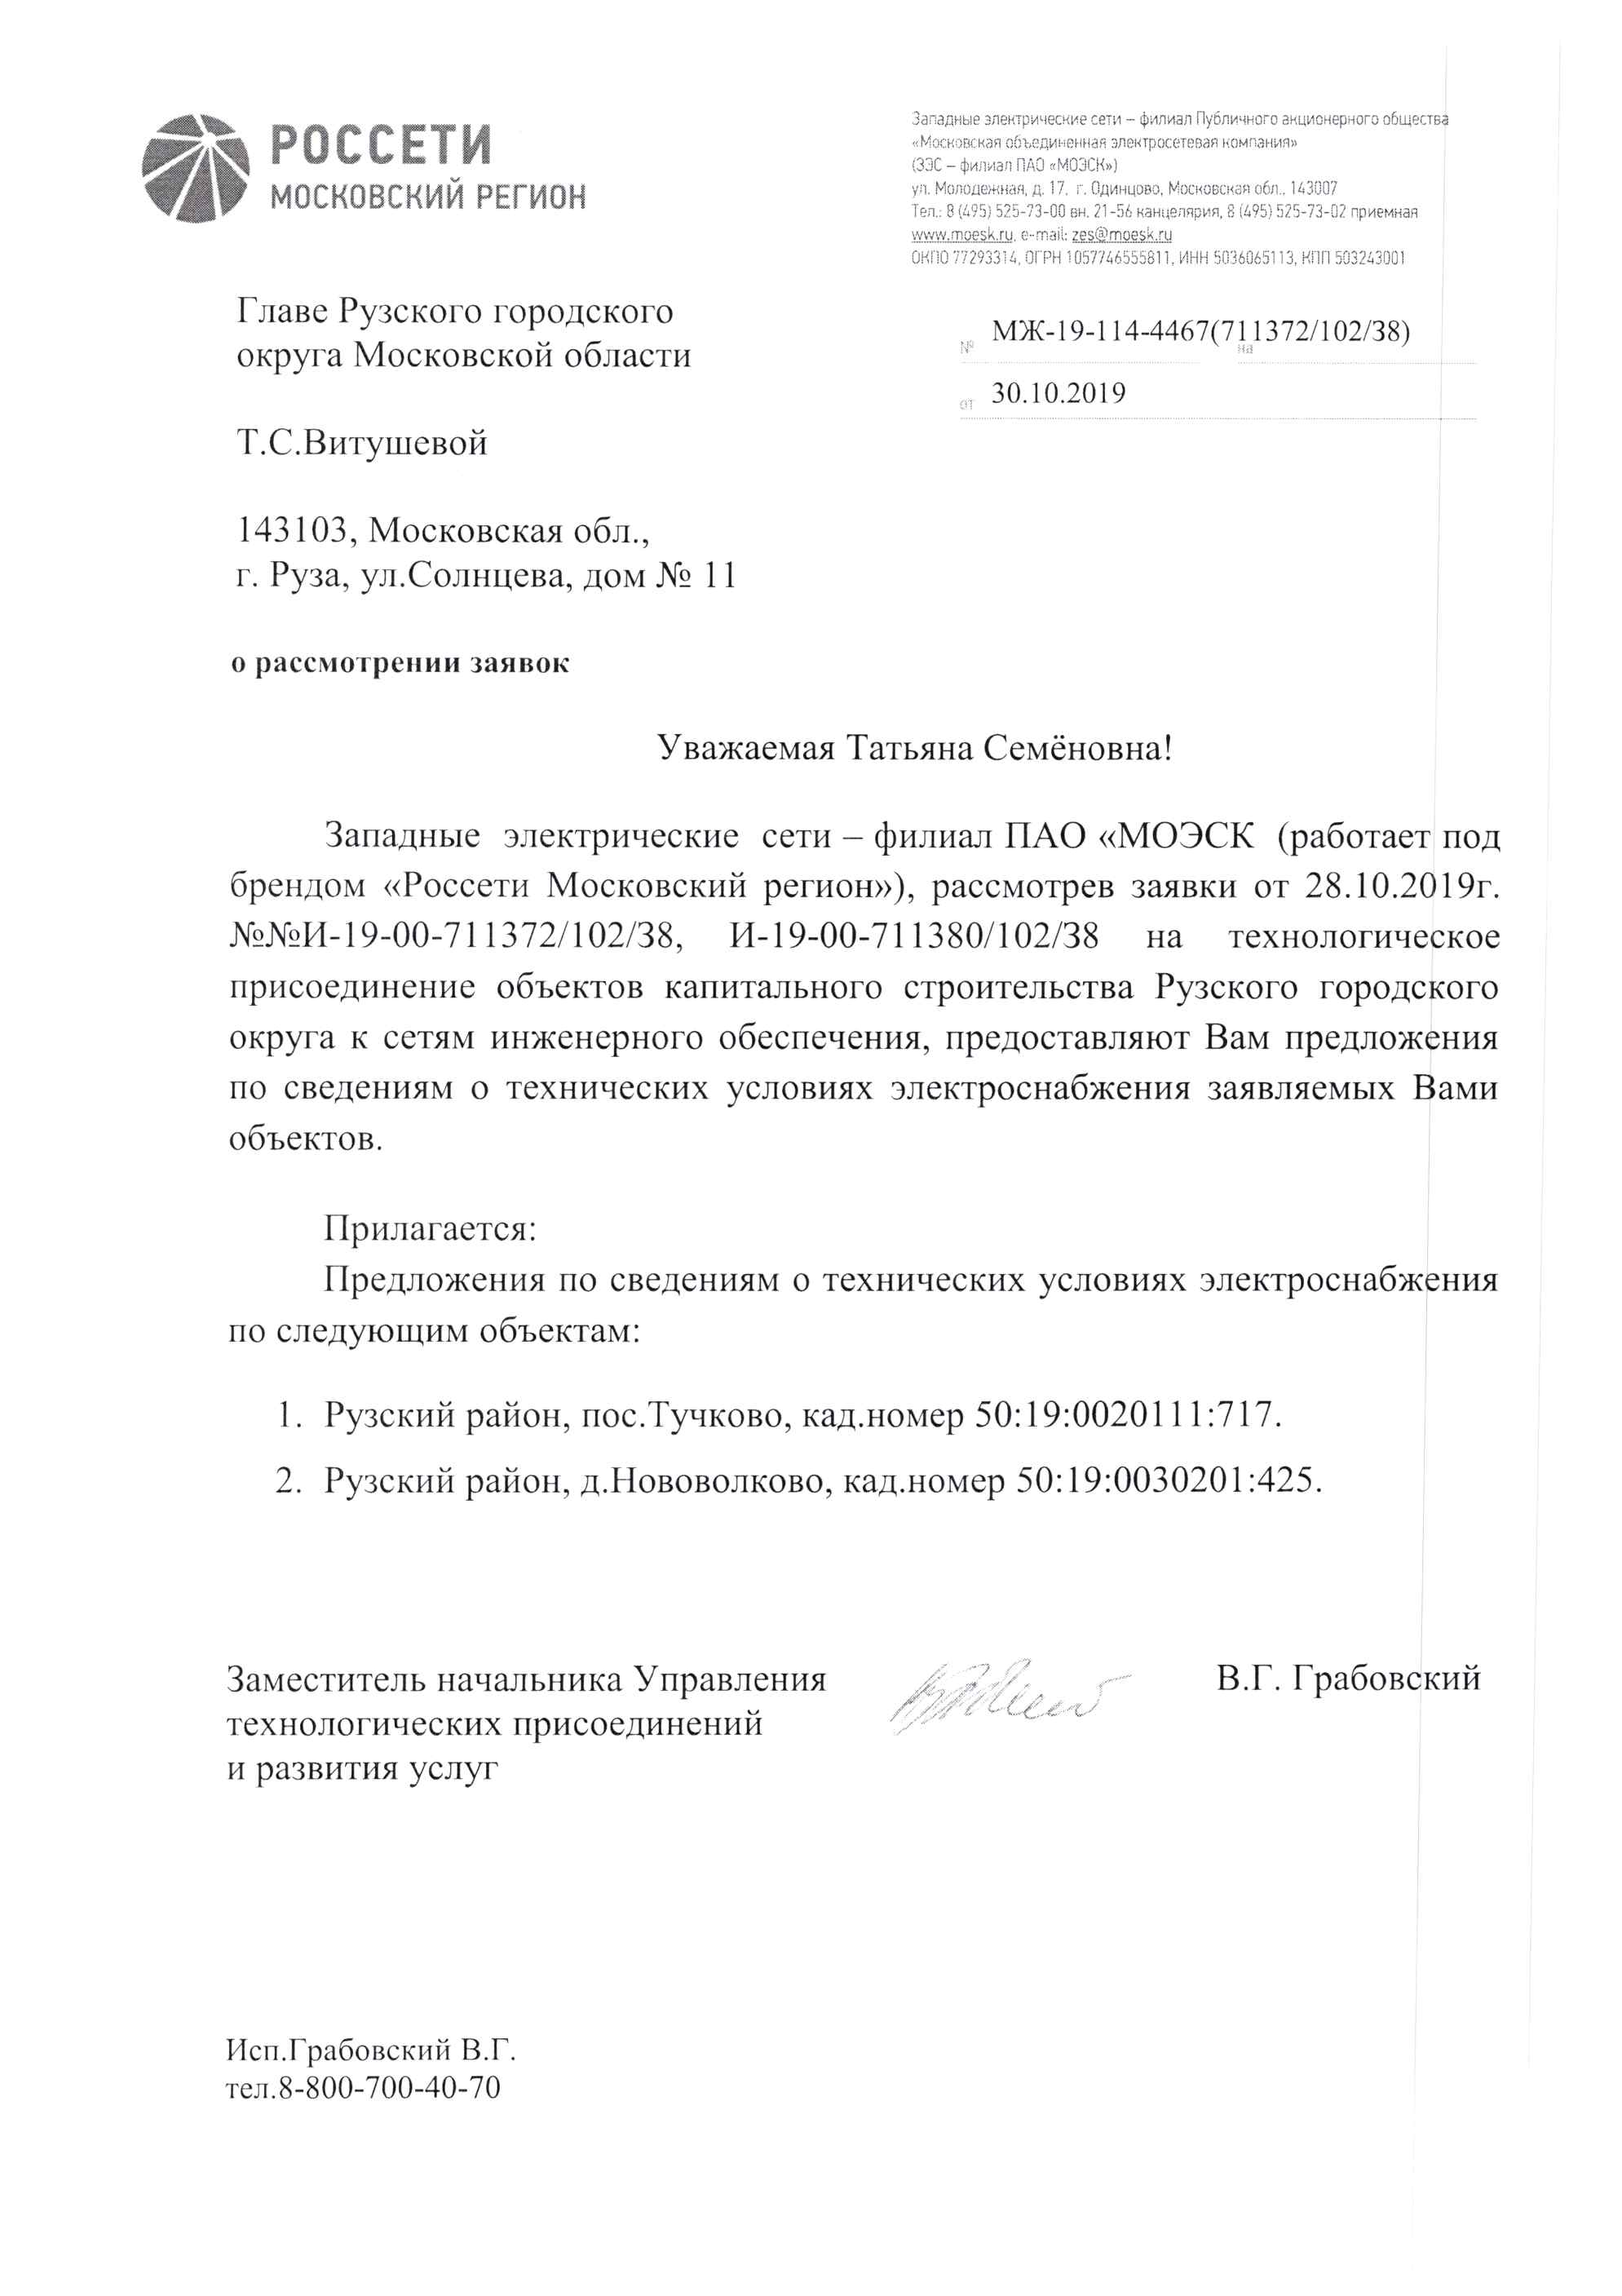 РОССЕТИ
МОСКОВСКИЙ РЕГИОН
Западные электрические сети – филиал Публичного акционерного общества
«Московская объединенная электросетевая компания»
(ЗЭС – филиал ПАО «МОЭСК»)
ул. Молодежная, д. 17, г. Одинцово, Московская обл., 143007
Тел.: 8 (495) 525-73-00 вн. 21-56 канцелярия, 8 (495) 525-73-02 приемная
www.moesk.ru, e-mail: zes@moesk.ru
ОКПО 77293314, ОГРН 1057746555811, ИНН 5036065113, КПП 503243001
Главе Рузского городского
округа Московской области
Т.С.Витушевой
143103, Московская обл.,
г. Руза, ул.Солнцева, дом № 11
№ МЖ-19-114-4467(711372/102/38)
на
от 30.10.2019
о рассмотрении заявок
Уважаемая Татьяна Семёновна!
Западные электрические сети – филиал ПАО «МОЭСК (работает под
брендом «Россети Московский регион»), рассмотрев заявки от 28.10.2019г.
№№И-19-00-711372/102/38, И-19-00-711380/102/38 на технологическое
присоединение объектов капитального строительства Рузского городского
округа к сетям инженерного обеспечения, предоставляют Вам предложения
по сведениям о технических условиях электроснабжения заявляемых Вами
объектов.
Прилагается:
Предложения по сведениям о технических условиях электроснабжения
по следующим объектам:
1. Рузский район, пос.Тучково, кад.номер 50:19:0020111:717.
2. Рузский район, д.Нововолково, кад.номер 50:19:0030201:425.
Заместитель начальника Управления
технологических присоединений
и развития услуг
В.Г. Грабовский
Исп.Грабовский В.Г.
тел.8-800-700-40-70